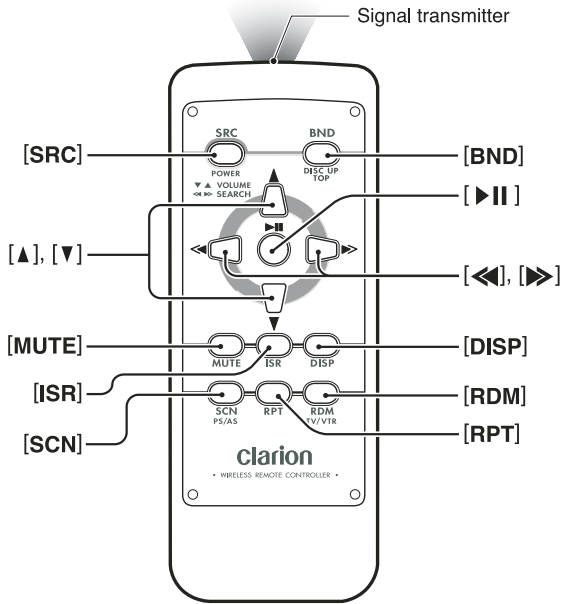 Signal transmitter
SRC
BND
[SRC]
[BND]
POWER
DISC UP
TOP
▼ ▲ VOLUME
◀◀ ▶▶ SEARCH
▲
[▶II]
▶II
[▲], [▼]
◀◀
▶▶
[◀◀], [▶▶]
▼
[MUTE]
[DISP]
MUTE
ISR
DISP
[ISR]
[RDM]
SCN
RPT
RDM
PS/AS
TV/VTR
[SCN]
[RPT]
clarion
• WIRELESS REMOTE CONTROLLER •